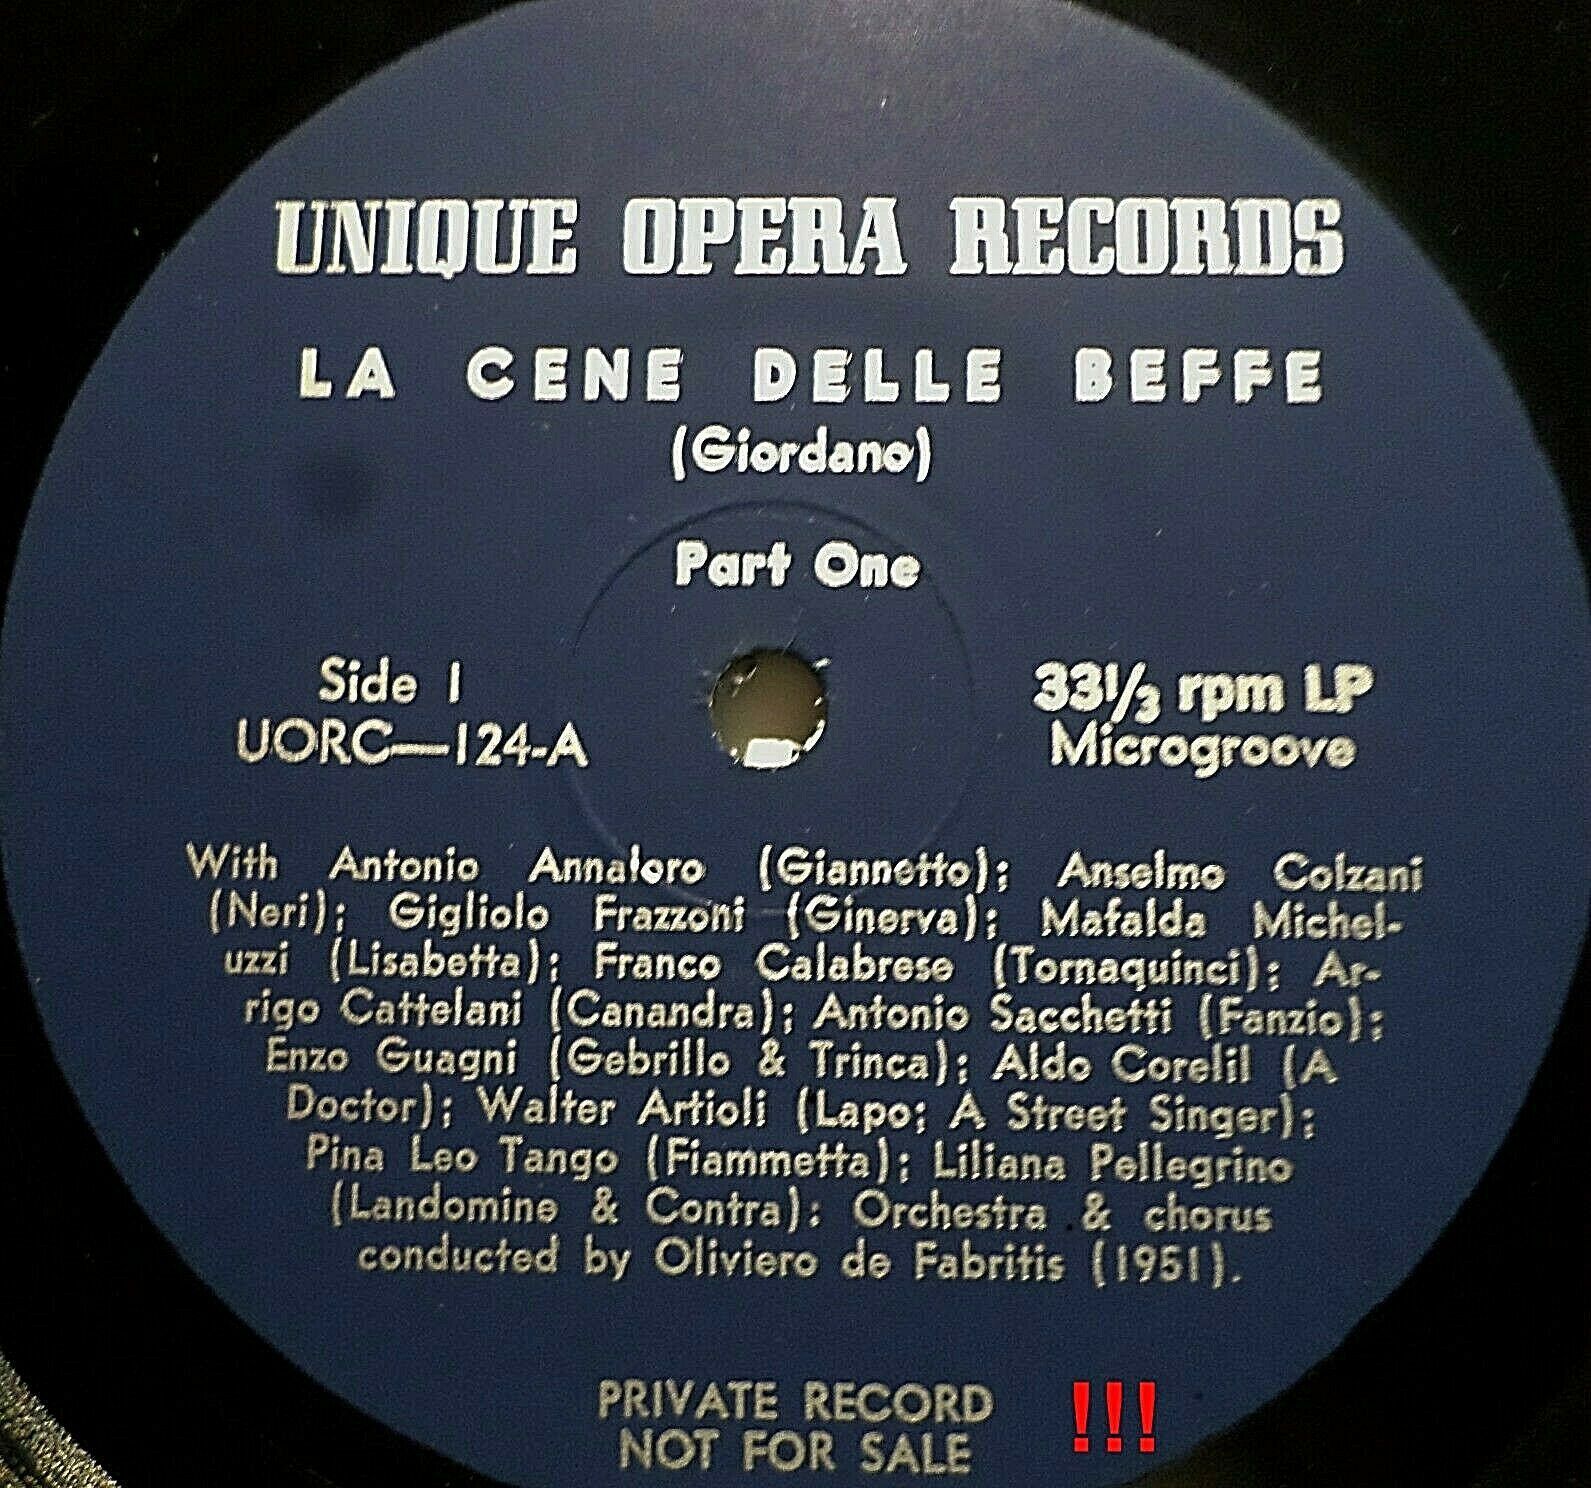 UNIQUE OPERA RECORDS
LA CENE DELLE BEFFE
(Giordano)
Part One
Side 1
UORC—124-A
33⅓ rpm LP
Microgroove
With Antonio Annaloro (Giannetto); Anselmo Colzani
(Neri); Gigliolo Frazzoni (Ginerva); Mafalda Michel-
uzzi (Lisabetta); Franco Calabrese (Tornaquinci); Ar-
rigo Cattelani (Canandra); Antonio Sacchetti (Fanzio);
Enzo Guagni (Gebrillo & Trinca); Aldo Corelil (A
Doctor); Walter Artioli (Lapo; A Street Singer);
Pina Leo Tango (Fiammetta); Liliana Pellegrino
(Landomine & Contra): Orchestra & chorus
conducted by Oliviero de Fabritis (1951).
PRIVATE RECORD !!!
NOT FOR SALE